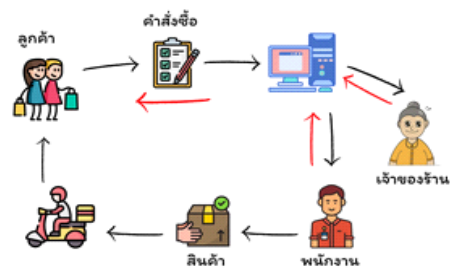 คำสั่งซื้อ
ลูกค้า
เจ้าของร้าน
สินค้า
พนักงาน